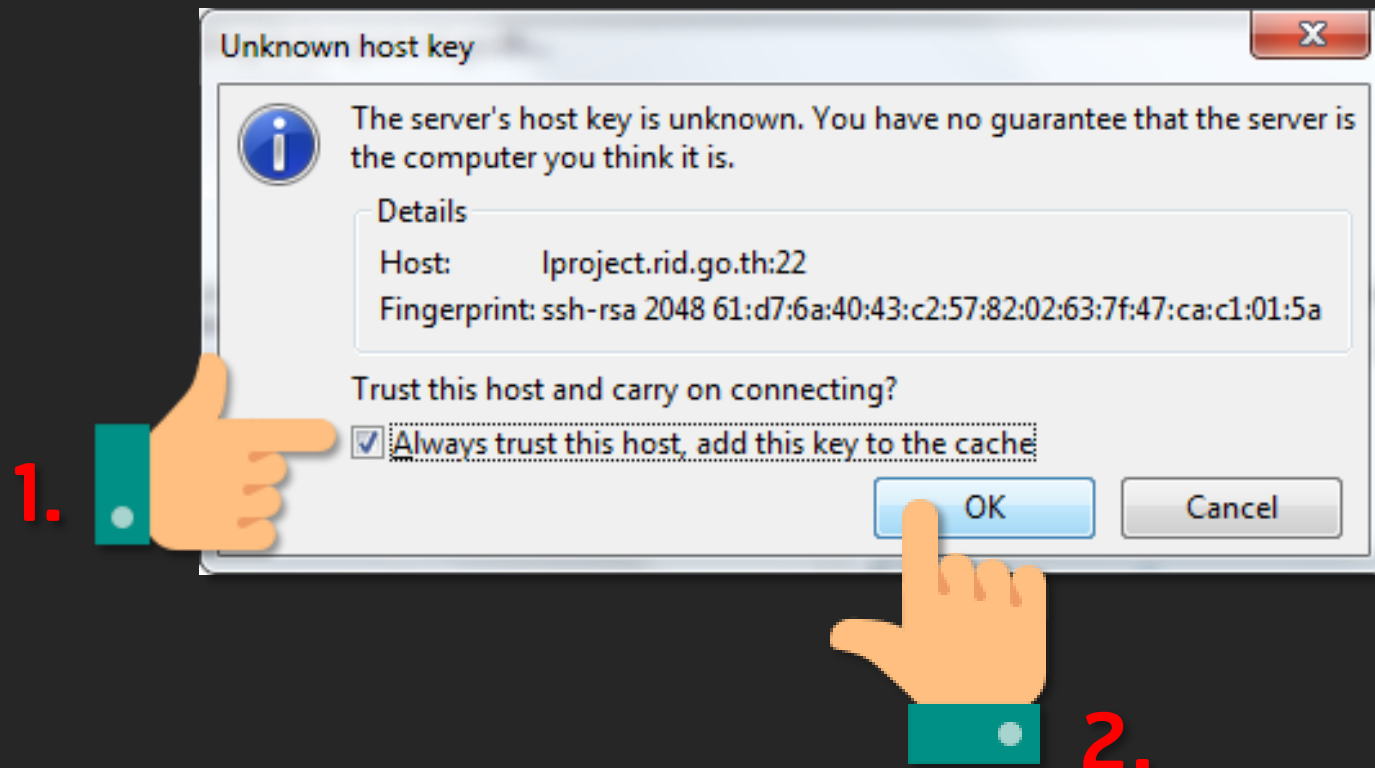 Unknown host key
The server's host key is unknown. You have no guarantee that the server is
the computer you think it is.
Details
Host: lproject.rid.go.th:22
Fingerprint: ssh-rsa 2048 61:d7:6a:40:43:c2:57:82:02:63:7f:47:ca:c1:01:5a
Trust this host and carry on connecting?
Always trust this host, add this key to the cache
1.
OK Cancel
2.